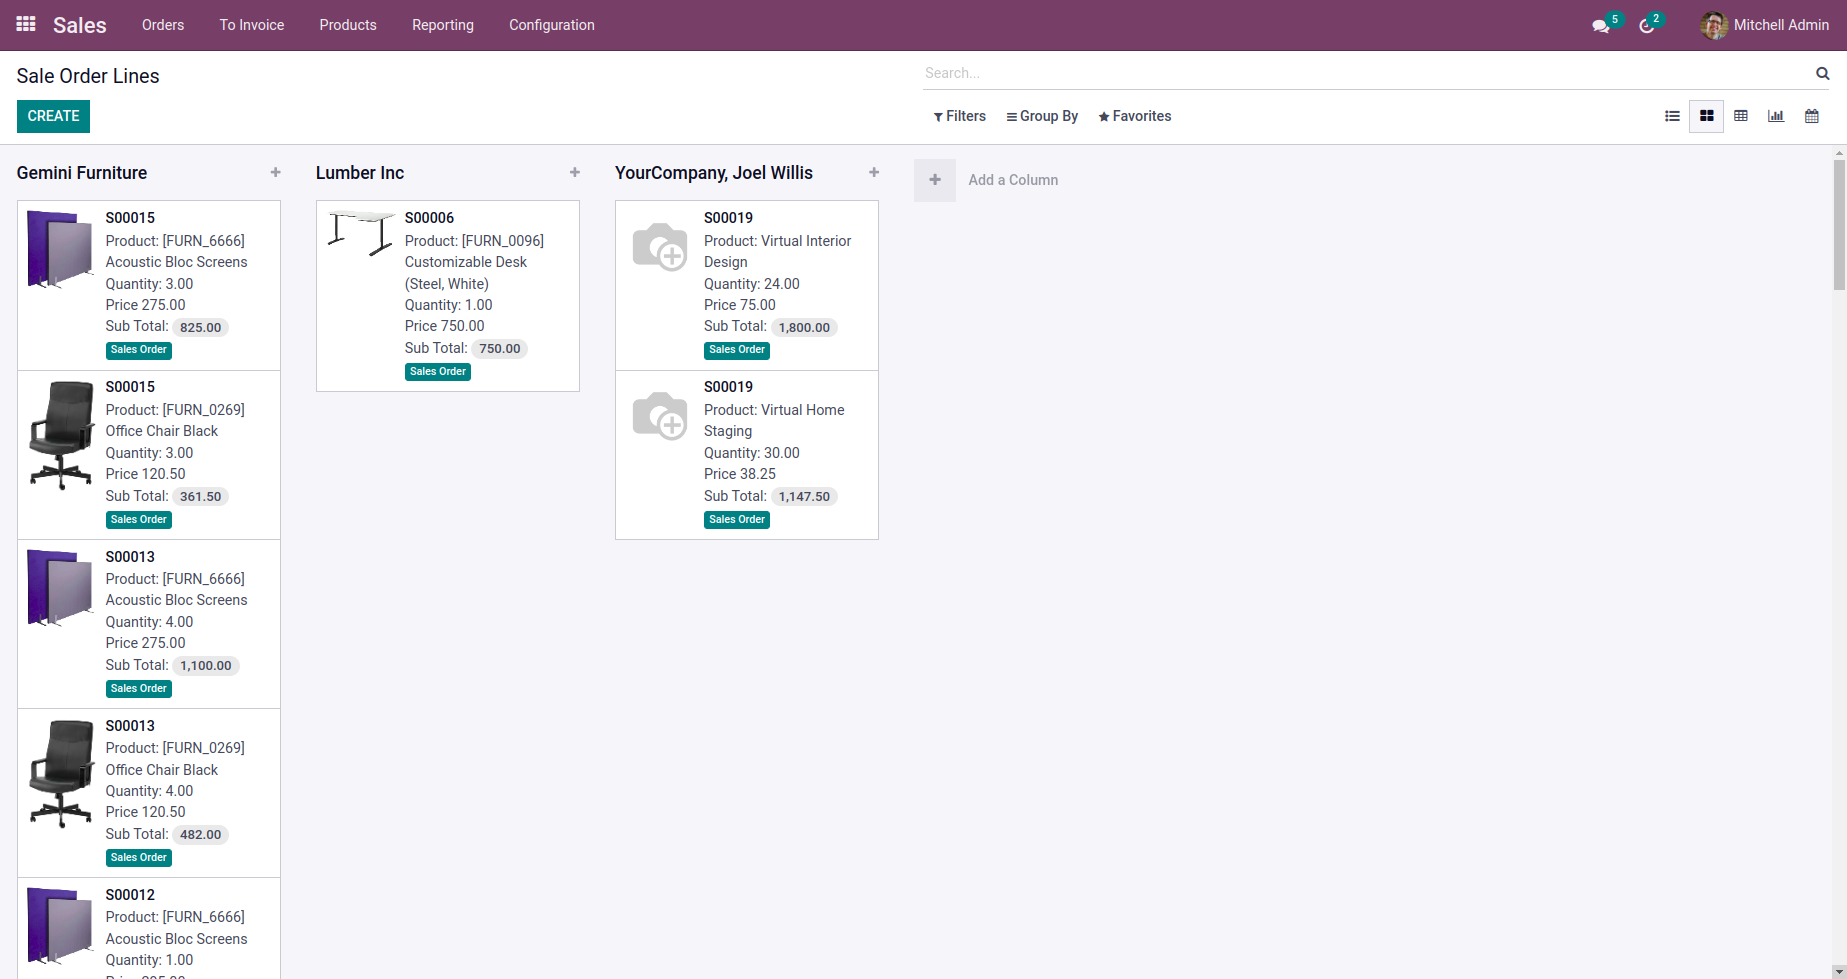 Sales
Orders
To Invoice
Products
Reporting
Configuration
5
2
Mitchell Admin
Sale Order Lines
Search...
CREATE
Filters
Group By
Favorites
Gemini Furniture
S00015
Product: [FURN_6666]
Acoustic Bloc Screens
Quantity: 3.00
Price 275.00
Sub Total: 825.00
Sales Order
S00015
Product: [FURN_0269]
Office Chair Black
Quantity: 3.00
Price 120.50
Sub Total: 361.50
Sales Order
S00013
Product: [FURN_6666]
Acoustic Bloc Screens
Quantity: 4.00
Price 275.00
Sub Total: 1,100.00
Sales Order
S00013
Product: [FURN_0269]
Office Chair Black
Quantity: 4.00
Price 120.50
Sub Total: 482.00
Sales Order
S00012
Product: [FURN_6666]
Acoustic Bloc Screens
Quantity: 1.00
Lumber Inc
S00006
Product: [FURN_0096]
Customizable Desk
(Steel, White)
Quantity: 1.00
Price 750.00
Sub Total: 750.00
Sales Order
YourCompany, Joel Willis
S00019
Product: Virtual Interior
Design
Quantity: 24.00
Price 75.00
Sub Total: 1,800.00
Sales Order
S00019
Product: Virtual Home
Staging
Quantity: 30.00
Price 38.25
Sub Total: 1,147.50
Sales Order
Add a Column